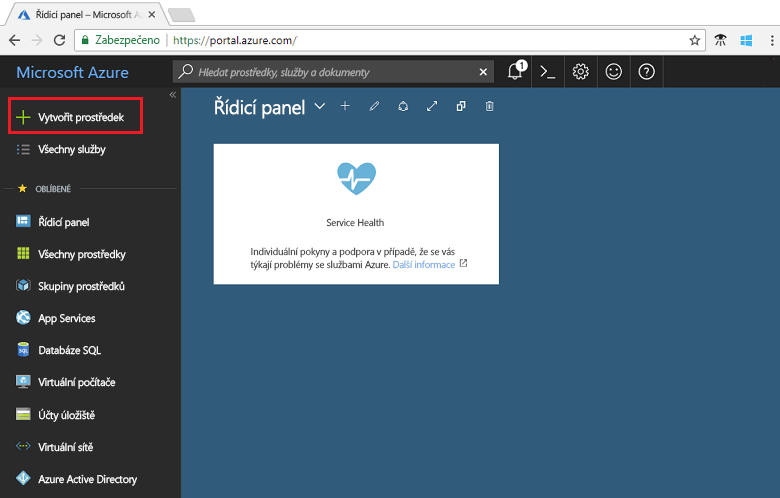 Řídicí panel – Microsoft A
Zabezpečeno
https://portal.azure.com/
Microsoft Azure
Hledat prostředky, služby a dokumenty
1
Vytvořit prostředek
Všechny služby
OBLÍBENÉ
Řídicí panel
Všechny prostředky
Skupiny prostředků
App Services
Databáze SQL
Virtuální počítače
Účty úložiště
Virtuální sítě
Azure Active Directory
Řídicí panel
Service Health
Individuální pokyny a podpora v případě, že se vás
týkají problémy se službami Azure. Další informace